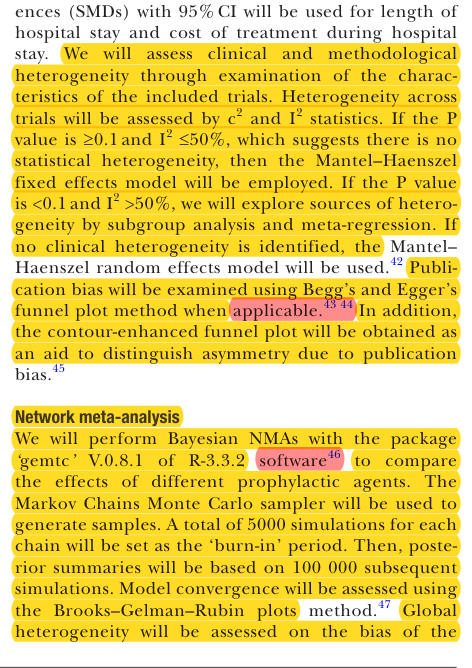 ences (SMDs) with 95% CI will be used for length of
hospital stay and cost of treatment during hospital
stay. We will assess clinical and methodological
heterogeneity through examination of the charac-
teristics of the included trials. Heterogeneity across
trials will be assessed by c² and I² statistics. If the P
value is ≥0.1 and I² ≤50%, which suggests there is no
statistical heterogeneity, then the Mantel–Haenszel
fixed effects model will be employed. If the P value
is <0.1 and I² >50%, we will explore sources of hetero-
geneity by subgroup analysis and meta-regression. If
no clinical heterogeneity is identified, the Mantel–
Haenszel random effects model will be used.⁴² Publi-
cation bias will be examined using Begg's and Egger's
funnel plot method when applicable.⁴³ ⁴⁴ In addition,
the contour-enhanced funnel plot will be obtained as
an aid to distinguish asymmetry due to publication
bias.⁴⁵
Network meta-analysis
We will perform Bayesian NMAs with the package
‘gemtc’ V.0.8.1 of R-3.3.2 software⁴⁶ to compare
the effects of different prophylactic agents. The
Markov Chains Monte Carlo sampler will be used to
generate samples. A total of 5000 simulations for each
chain will be set as the ‘burn-in’ period. Then, poste-
rior summaries will be based on 100 000 subsequent
simulations. Model convergence will be assessed using
the Brooks–Gelman–Rubin plots method.⁴⁷ Global
heterogeneity will be assessed on the bias of the